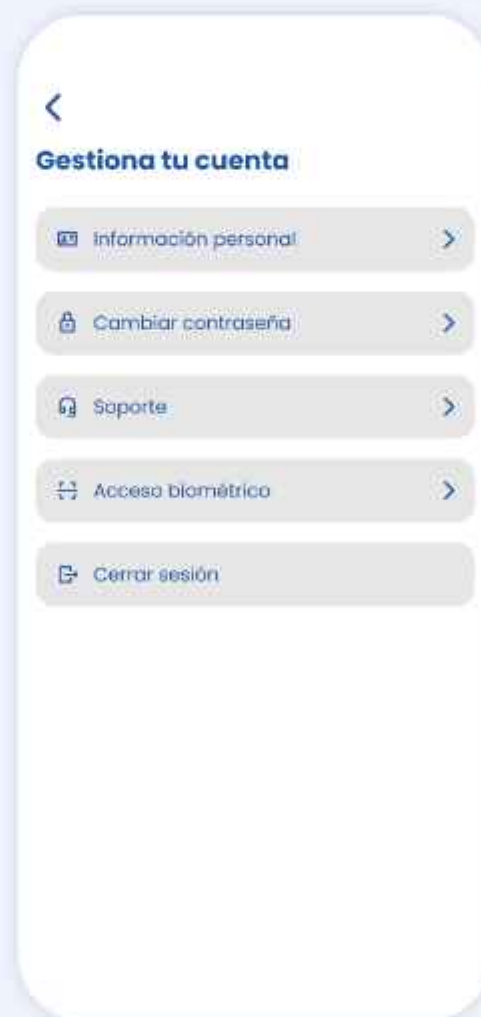 Gestiona tu cuenta
Información personal
Cambiar contraseña
Soporte
Acceso biométrico
Cerrar sesión